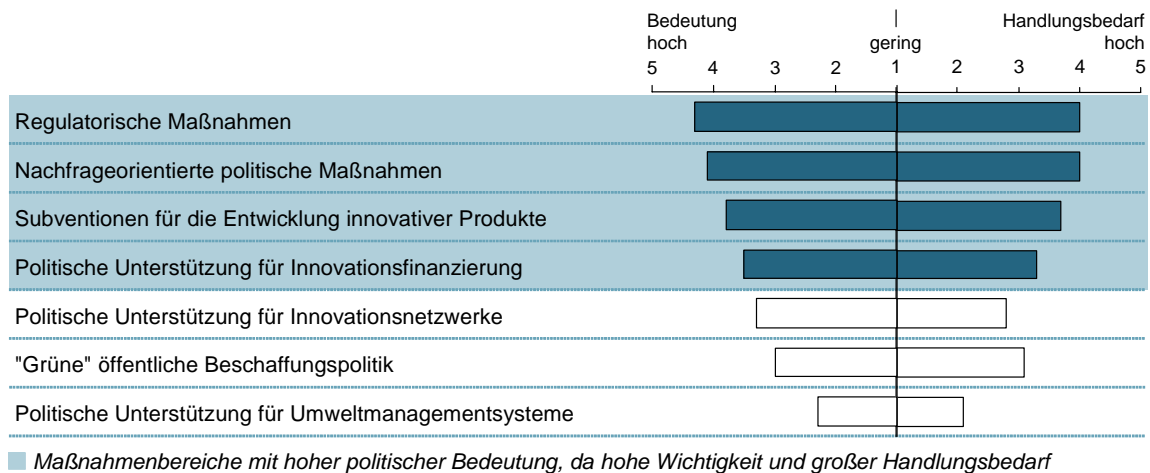 Bedeutung | Handlungsbedarf
hoch gering hoch
5 4 3 2 1 2 3 4 5
Regulatorische Maßnahmen
Nachfrageorientierte politische Maßnahmen
Subventionen für die Entwicklung innovativer Produkte
Politische Unterstützung für Innovationsfinanzierung
Politische Unterstützung für Innovationsnetzwerke
"Grüne" öffentliche Beschaffungspolitik
Politische Unterstützung für Umweltmanagementsysteme
Maßnahmenbereiche mit hoher politischer Bedeutung, da hohe Wichtigkeit und großer Handlungsbedarf